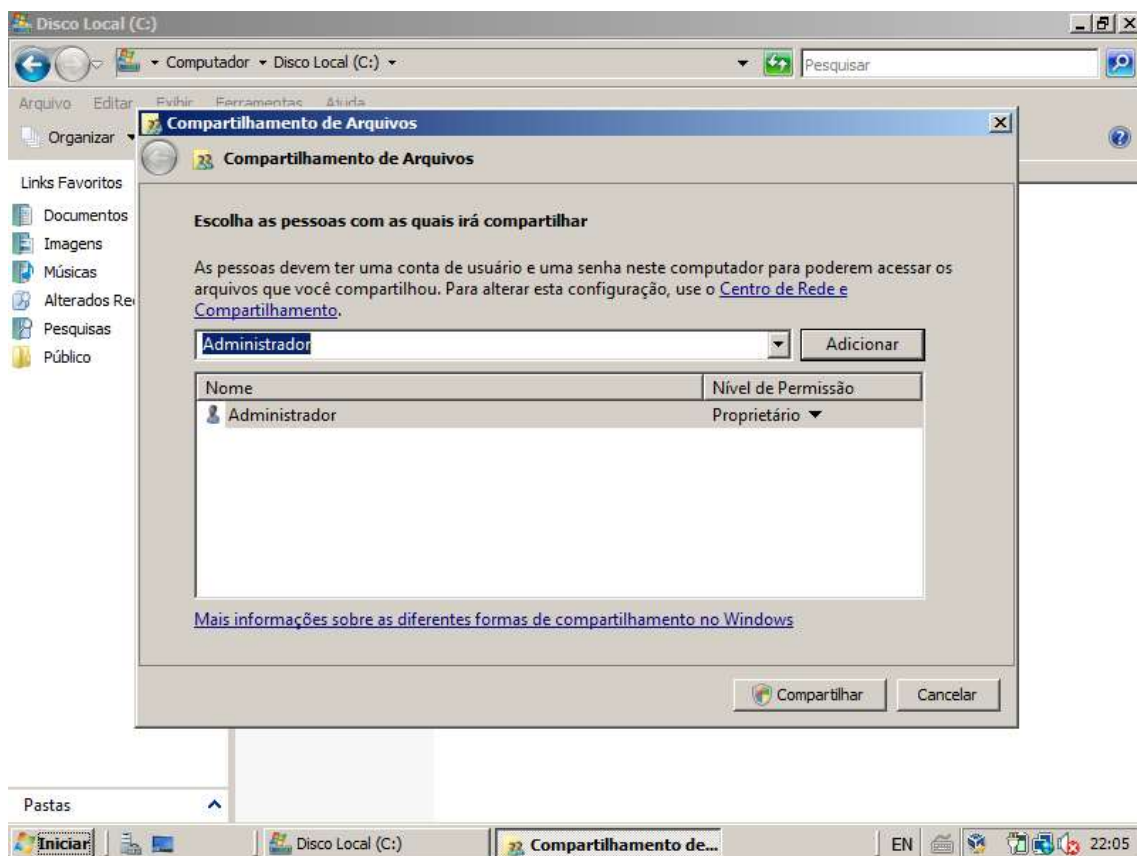 Disco Local (C:)
Computador Disco Local (C:)
Pesquisar
Arquivo Editar Exibir Ferramentas Ajuda
Organizar
Compartilhamento de Arquivos
Compartilhamento de Arquivos
Links Favoritos
Documentos
Imagens
Músicas
Alterados Re
Pesquisas
Público
Escolha as pessoas com as quais irá compartilhar
As pessoas devem ter uma conta de usuário e uma senha neste computador para poderem acessar os
arquivos que você compartilhou. Para alterar esta configuração, use o Centro de Rede e
Compartilhamento.
Administrador
Adicionar
Nome Nível de Permissão
Administrador Proprietário
Mais informações sobre as diferentes formas de compartilhamento no Windows
Compartilhar Cancelar
Pastas
Iniciar Disco Local (C:) Compartilhamento de... EN 22:05